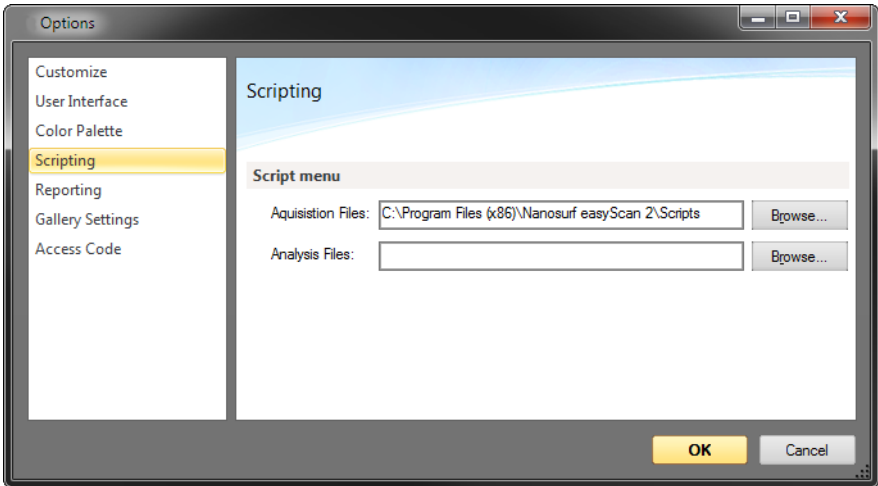 Options
Customize
User Interface
Color Palette
Scripting
Reporting
Gallery Settings
Access Code
Scripting
Script menu
Aquisistion Files: C:\Program Files (x86)\Nanosurf easyScan 2\Scripts Browse...
Analysis Files: Browse...
OK Cancel